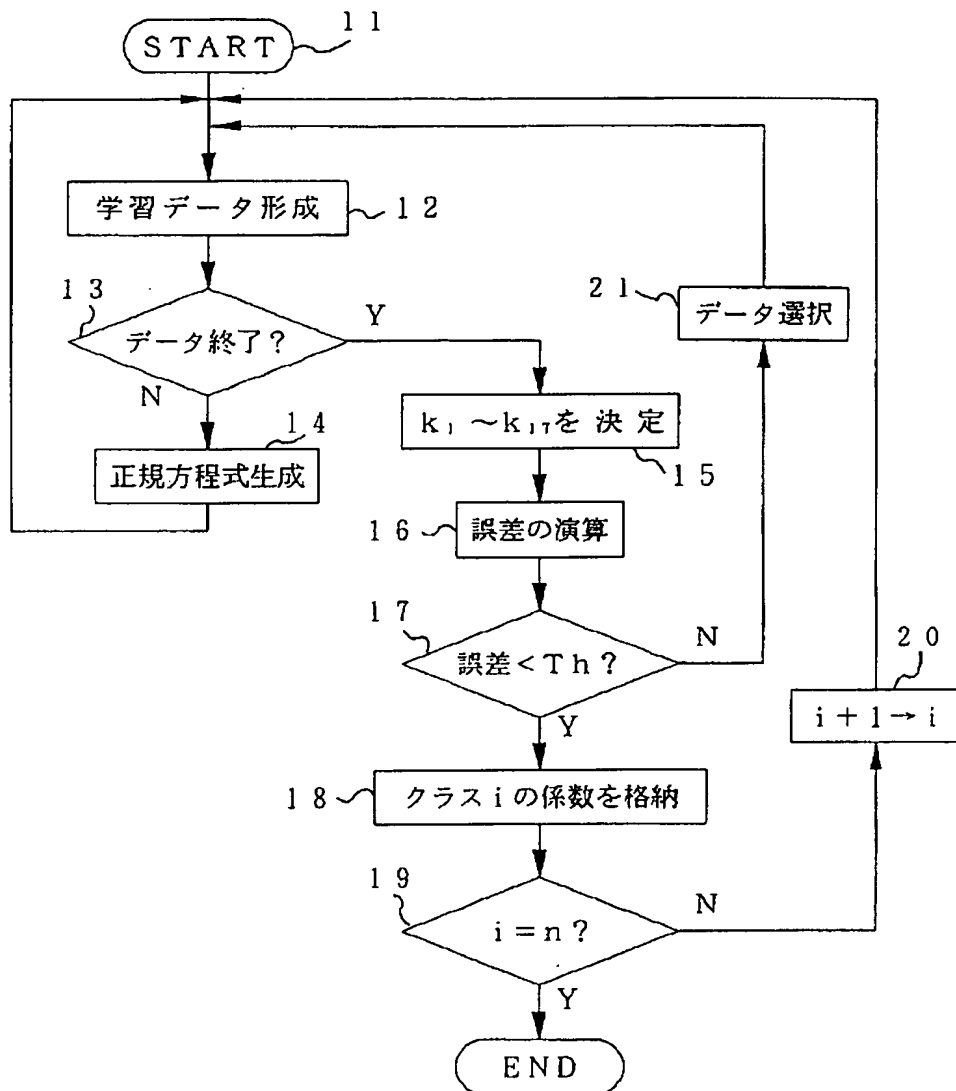 START
11
学習データ形成
12
13
データ終了?
Y
N
14
正規方程式生成
21
データ選択
k₁ ~k₁₇を 決 定
15
16
誤差の演算
17
誤差<Th?
N
Y
20
i+1→i
18
クラスiの係数を格納
19
i=n?
N
Y
END